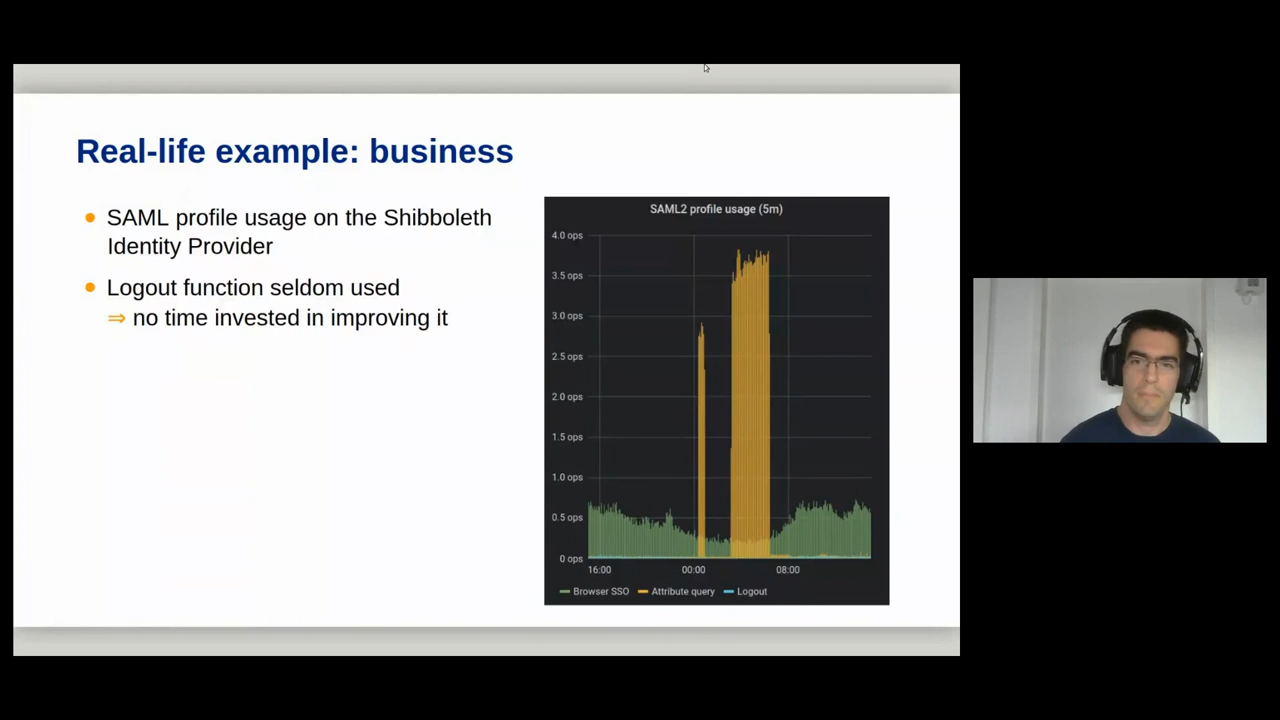 Real-life example: business
SAML profile usage on the Shibboleth
Identity Provider
Logout function seldom used
⇒ no time invested in improving it
SAML2 profile usage (5m)
4.0 ops
3.5 ops
3.0 ops
2.5 ops
2.0 ops
1.5 ops
1.0 ops
0.5 ops
0 ops
16:00 00:00 08:00
Browser SSO Attribute query Logout